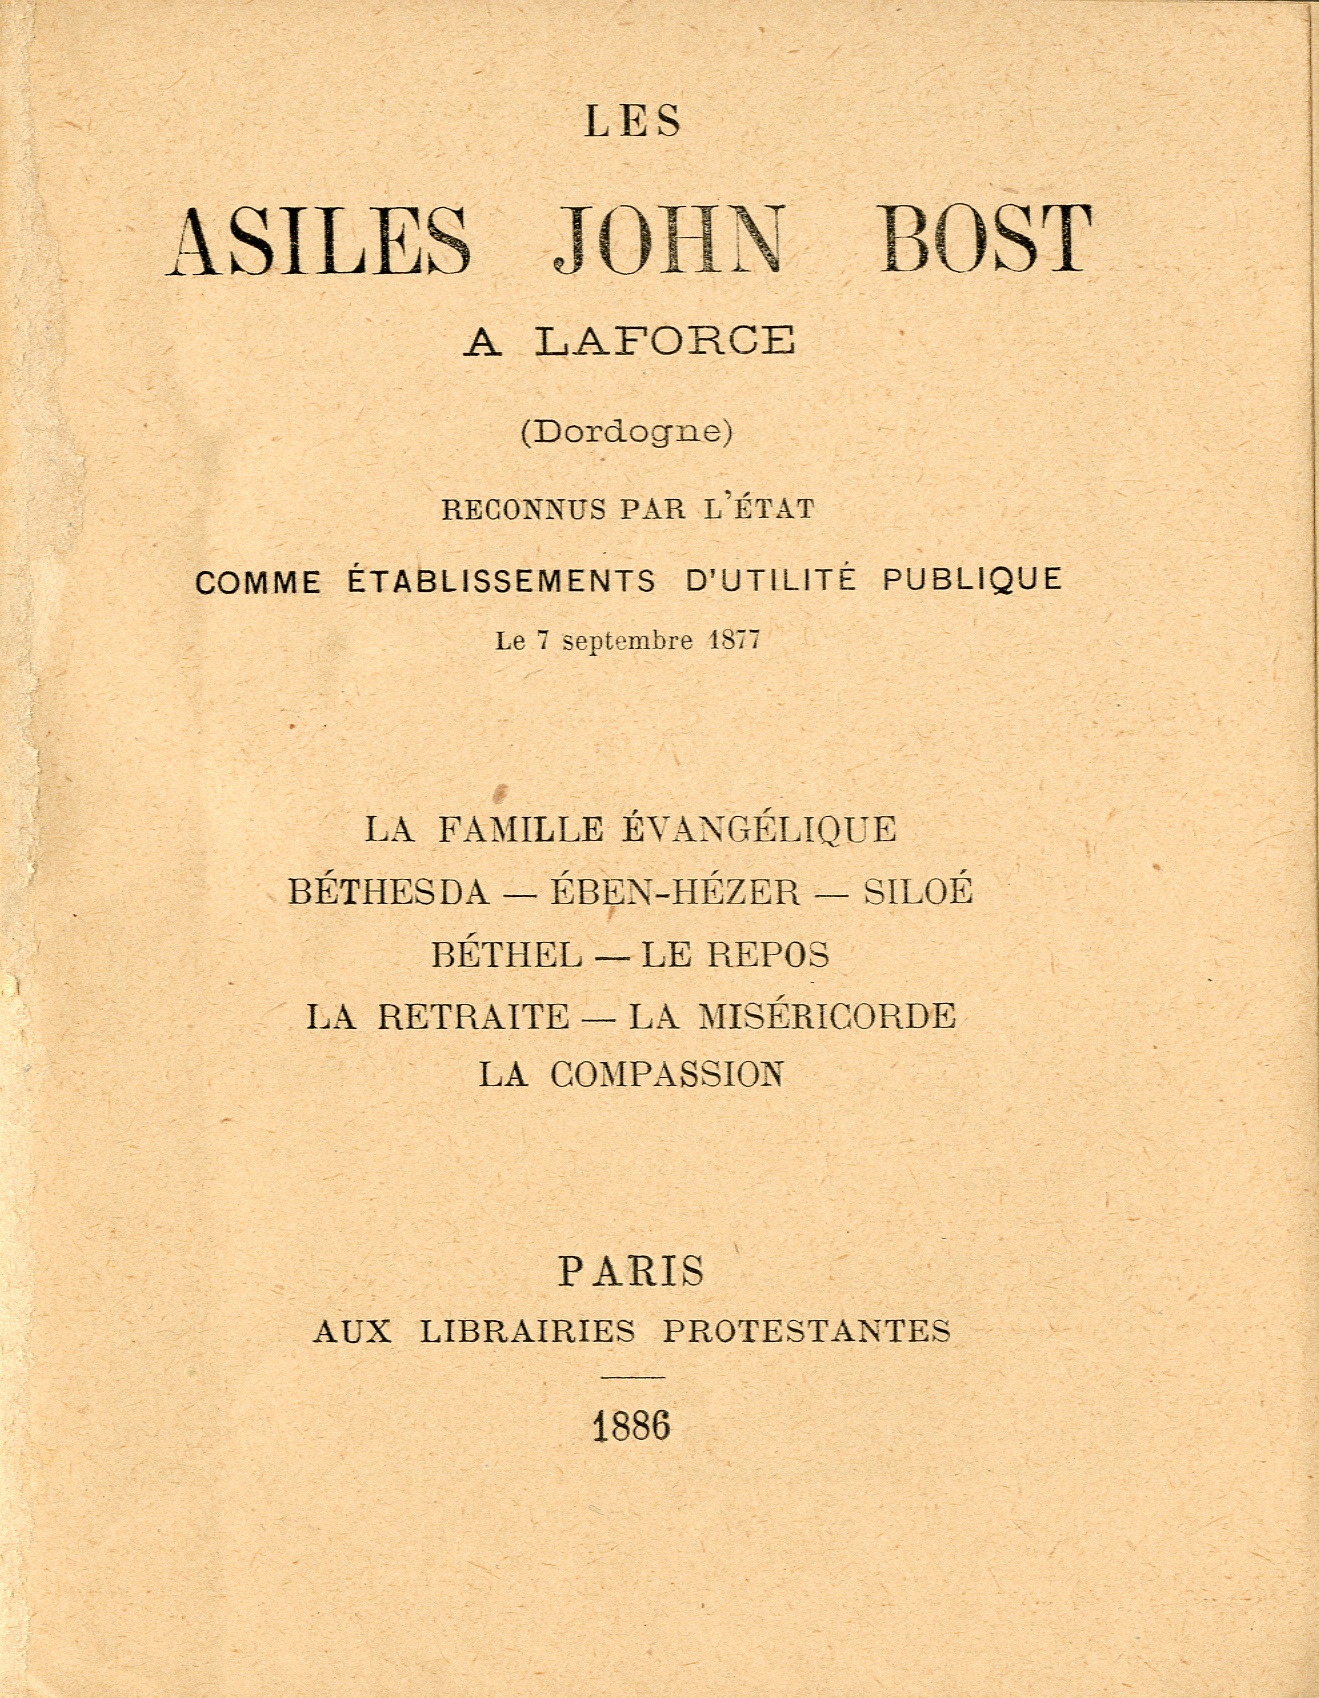 LES
ASILES JOHN BOST
A LAFORCE
(Dordogne)
RECONNUS PAR L'ÉTAT
COMME ÉTABLISSEMENTS D'UTILITÉ PUBLIQUE
Le 7 septembre 1877
LA FAMILLE ÉVANGÉLIQUE
BÉTHESDA — ÉBEN-HÉZER — SILOÉ
BÉTHEL — LE REPOS
LA RETRAITE — LA MISÉRICORDE
LA COMPASSION
PARIS
AUX LIBRAIRIES PROTESTANTES
1886